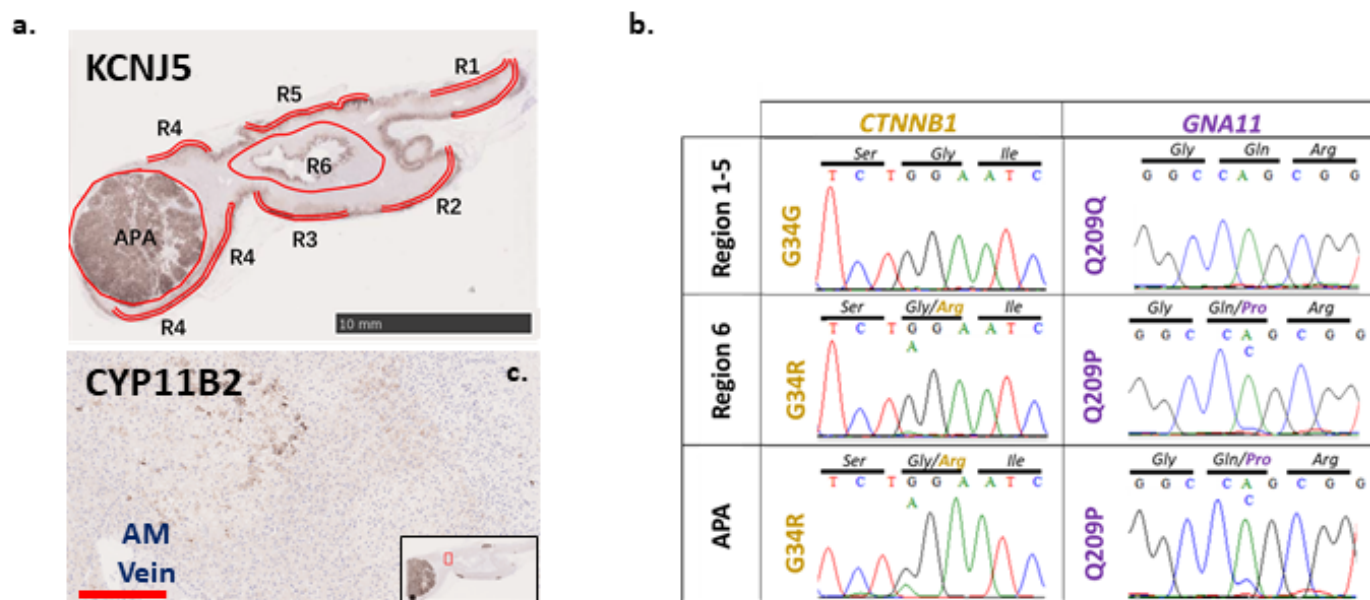 a.
KCNJ5
R1
R5
R4
R6
R2
APA
R3
R4
R4
10 mm
CYP11B2
c.
AM
Vein
b.
CTNNB1 GNA11
Region 1-5
G34G
Ser Gly Ile
T C T G G A A T C
Q209Q
Gly Gln Arg
G G C C A G C G G
Region 6
G34R
Ser Gly/Arg Ile
T C T G G A A T C
A
Q209P
Gly Gln/Pro Arg
G G C C A G C G G
C
APA
G34R
Ser Gly/Arg Ile
T C T G G A A T C
A
Q209P
Gly Gln/Pro Arg
G G C C A G C G G
C